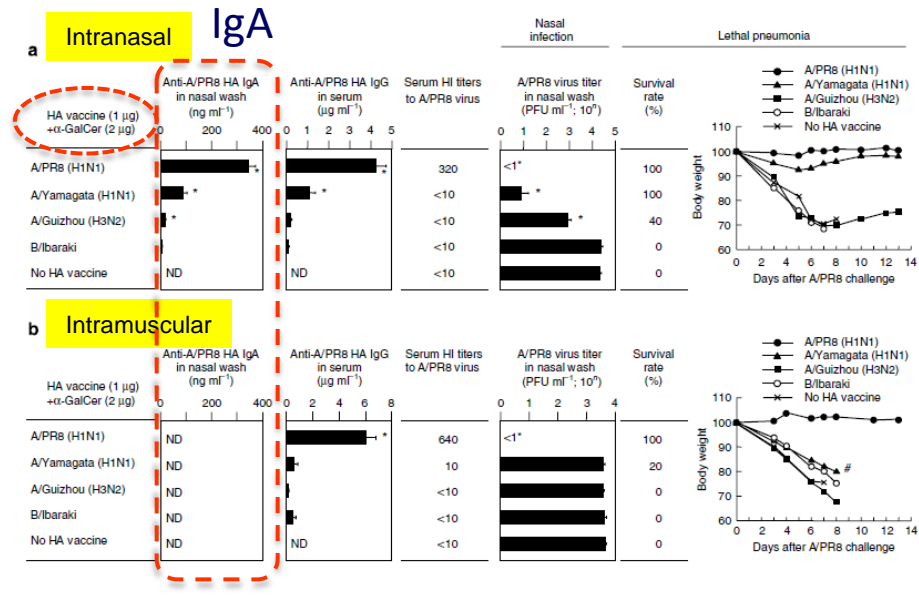 IgA
Intranasal
a
Nasal
infection
Lethal pneumonia
HA vaccine (1 µg)
+α-GalCer (2 µg)
Anti-A/PR8 HA IgA
in nasal wash
(ng ml⁻¹)
0 200 400
Anti-A/PR8 HA IgG
in serum
(µg ml⁻¹)
0 1 2 3 4 5
Serum HI titers
to A/PR8 virus
A/PR8 virus titer
in nasal wash
(PFU ml⁻¹; 10ⁿ)
0 1 2 3 4 5
Survival
rate
(%)
A/PR8 (H1N1) * * 320 <1* 100
A/Yamagata (H1N1) * * <10 * 100
A/Guizhou (H3N2) * <10 * 40
B/Ibaraki <10 0
No HA vaccine ND ND <10 0
A/PR8 (H1N1)
A/Yamagata (H1N1)
A/Guizhou (H3N2)
B/Ibaraki
No HA vaccine
Body weight
110
100
90
80
70
60
0 2 4 6 8 10 12 14
Days after A/PR8 challenge
b
Intramuscular
HA vaccine (1 µg)
+α-GalCer (2 µg)
Anti-A/PR8 HA IgA
in nasal wash
(ng ml⁻¹)
0 200 400
Anti-A/PR8 HA IgG
in serum
(µg ml⁻¹)
0 2 4 6 8
Serum HI titers
to A/PR8 virus
A/PR8 virus titer
in nasal wash
(PFU ml⁻¹; 10ⁿ)
0 1 2 3 4 5
Survival
rate
(%)
A/PR8 (H1N1) ND * 640 <1* 100
A/Yamagata (H1N1) ND 10 20
A/Guizhou (H3N2) ND <10 0
B/Ibaraki ND <10 0
No HA vaccine ND ND <10 0
A/PR8 (H1N1)
A/Yamagata (H1N1)
A/Guizhou (H3N2)
B/Ibaraki
No HA vaccine
Body weight
110
100
90
80
70
60
#
0 2 4 6 8 10 12 14
Days after A/PR8 challenge